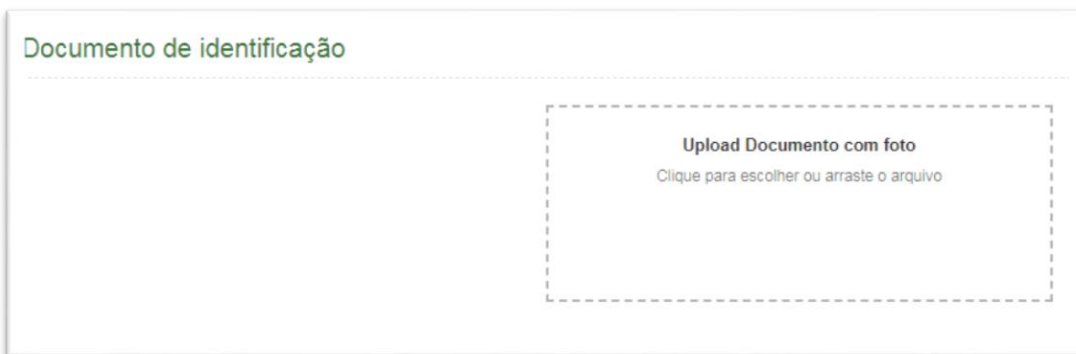 Documento de identificação
Upload Documento com foto
Clique para escolher ou arraste o arquivo